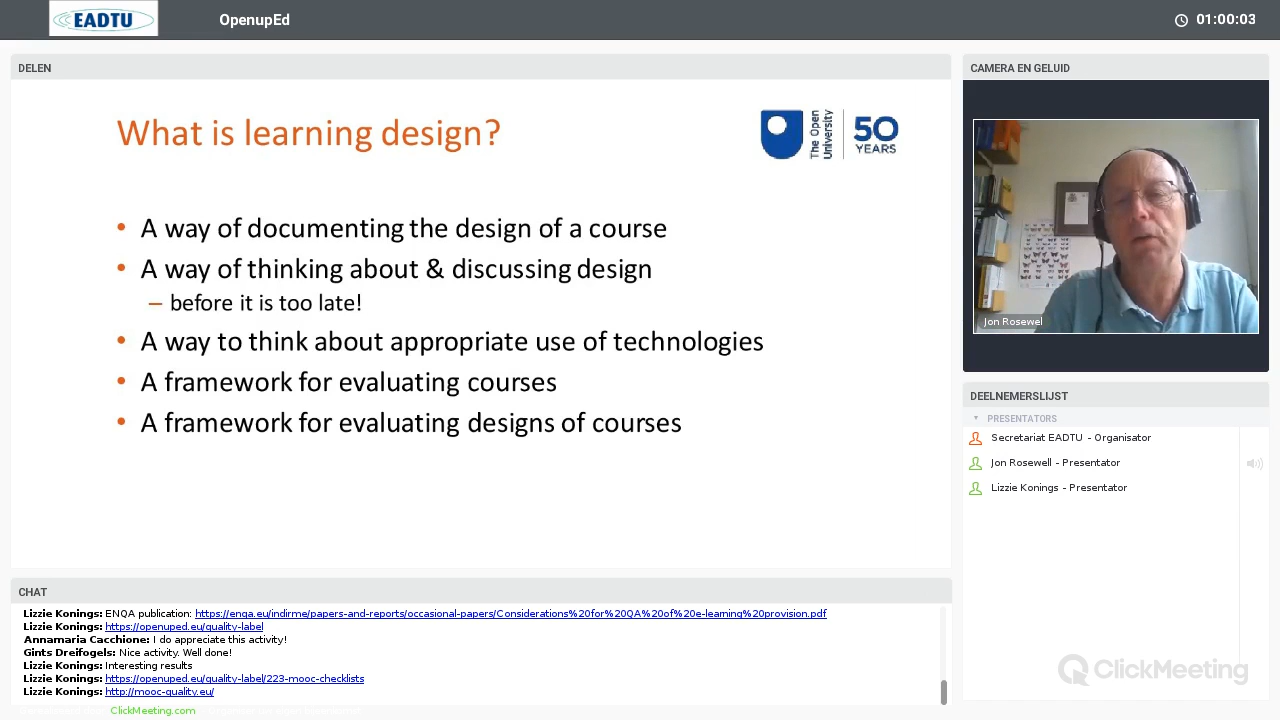 EADTU
OpenupEd
01:00:03
DELEN
What is learning design?
The Open
University
50
YEARS
• A way of documenting the design of a course
• A way of thinking about & discussing design
– before it is too late!
• A way to think about appropriate use of technologies
• A framework for evaluating courses
• A framework for evaluating designs of courses
CHAT
Lizzie Konings: ENQA publication: https://enqa.eu/indirme/papers-and-reports/occasional-papers/Considerations%20for%20QA%20of%20e-learning%20provision.pdf
Lizzie Konings: https://openuped.eu/quality-label
Annamaria Cacchione: I do appreciate this activity!
Gints Dreifogels: Nice activity. Well done!
Lizzie Konings: Interesting results
Lizzie Konings: https://openuped.eu/quality-label/223-mooc-checklists
Lizzie Konings: http://mooc-quality.eu/
ClickMeeting.com
CAMERA EN GELUID
Jon Rosewel
DEELNEMERSLIJST
PRESENTATORS
Secretariat EADTU - Organisator
Jon Rosewell - Presentator
Lizzie Konings - Presentator
ClickMeeting